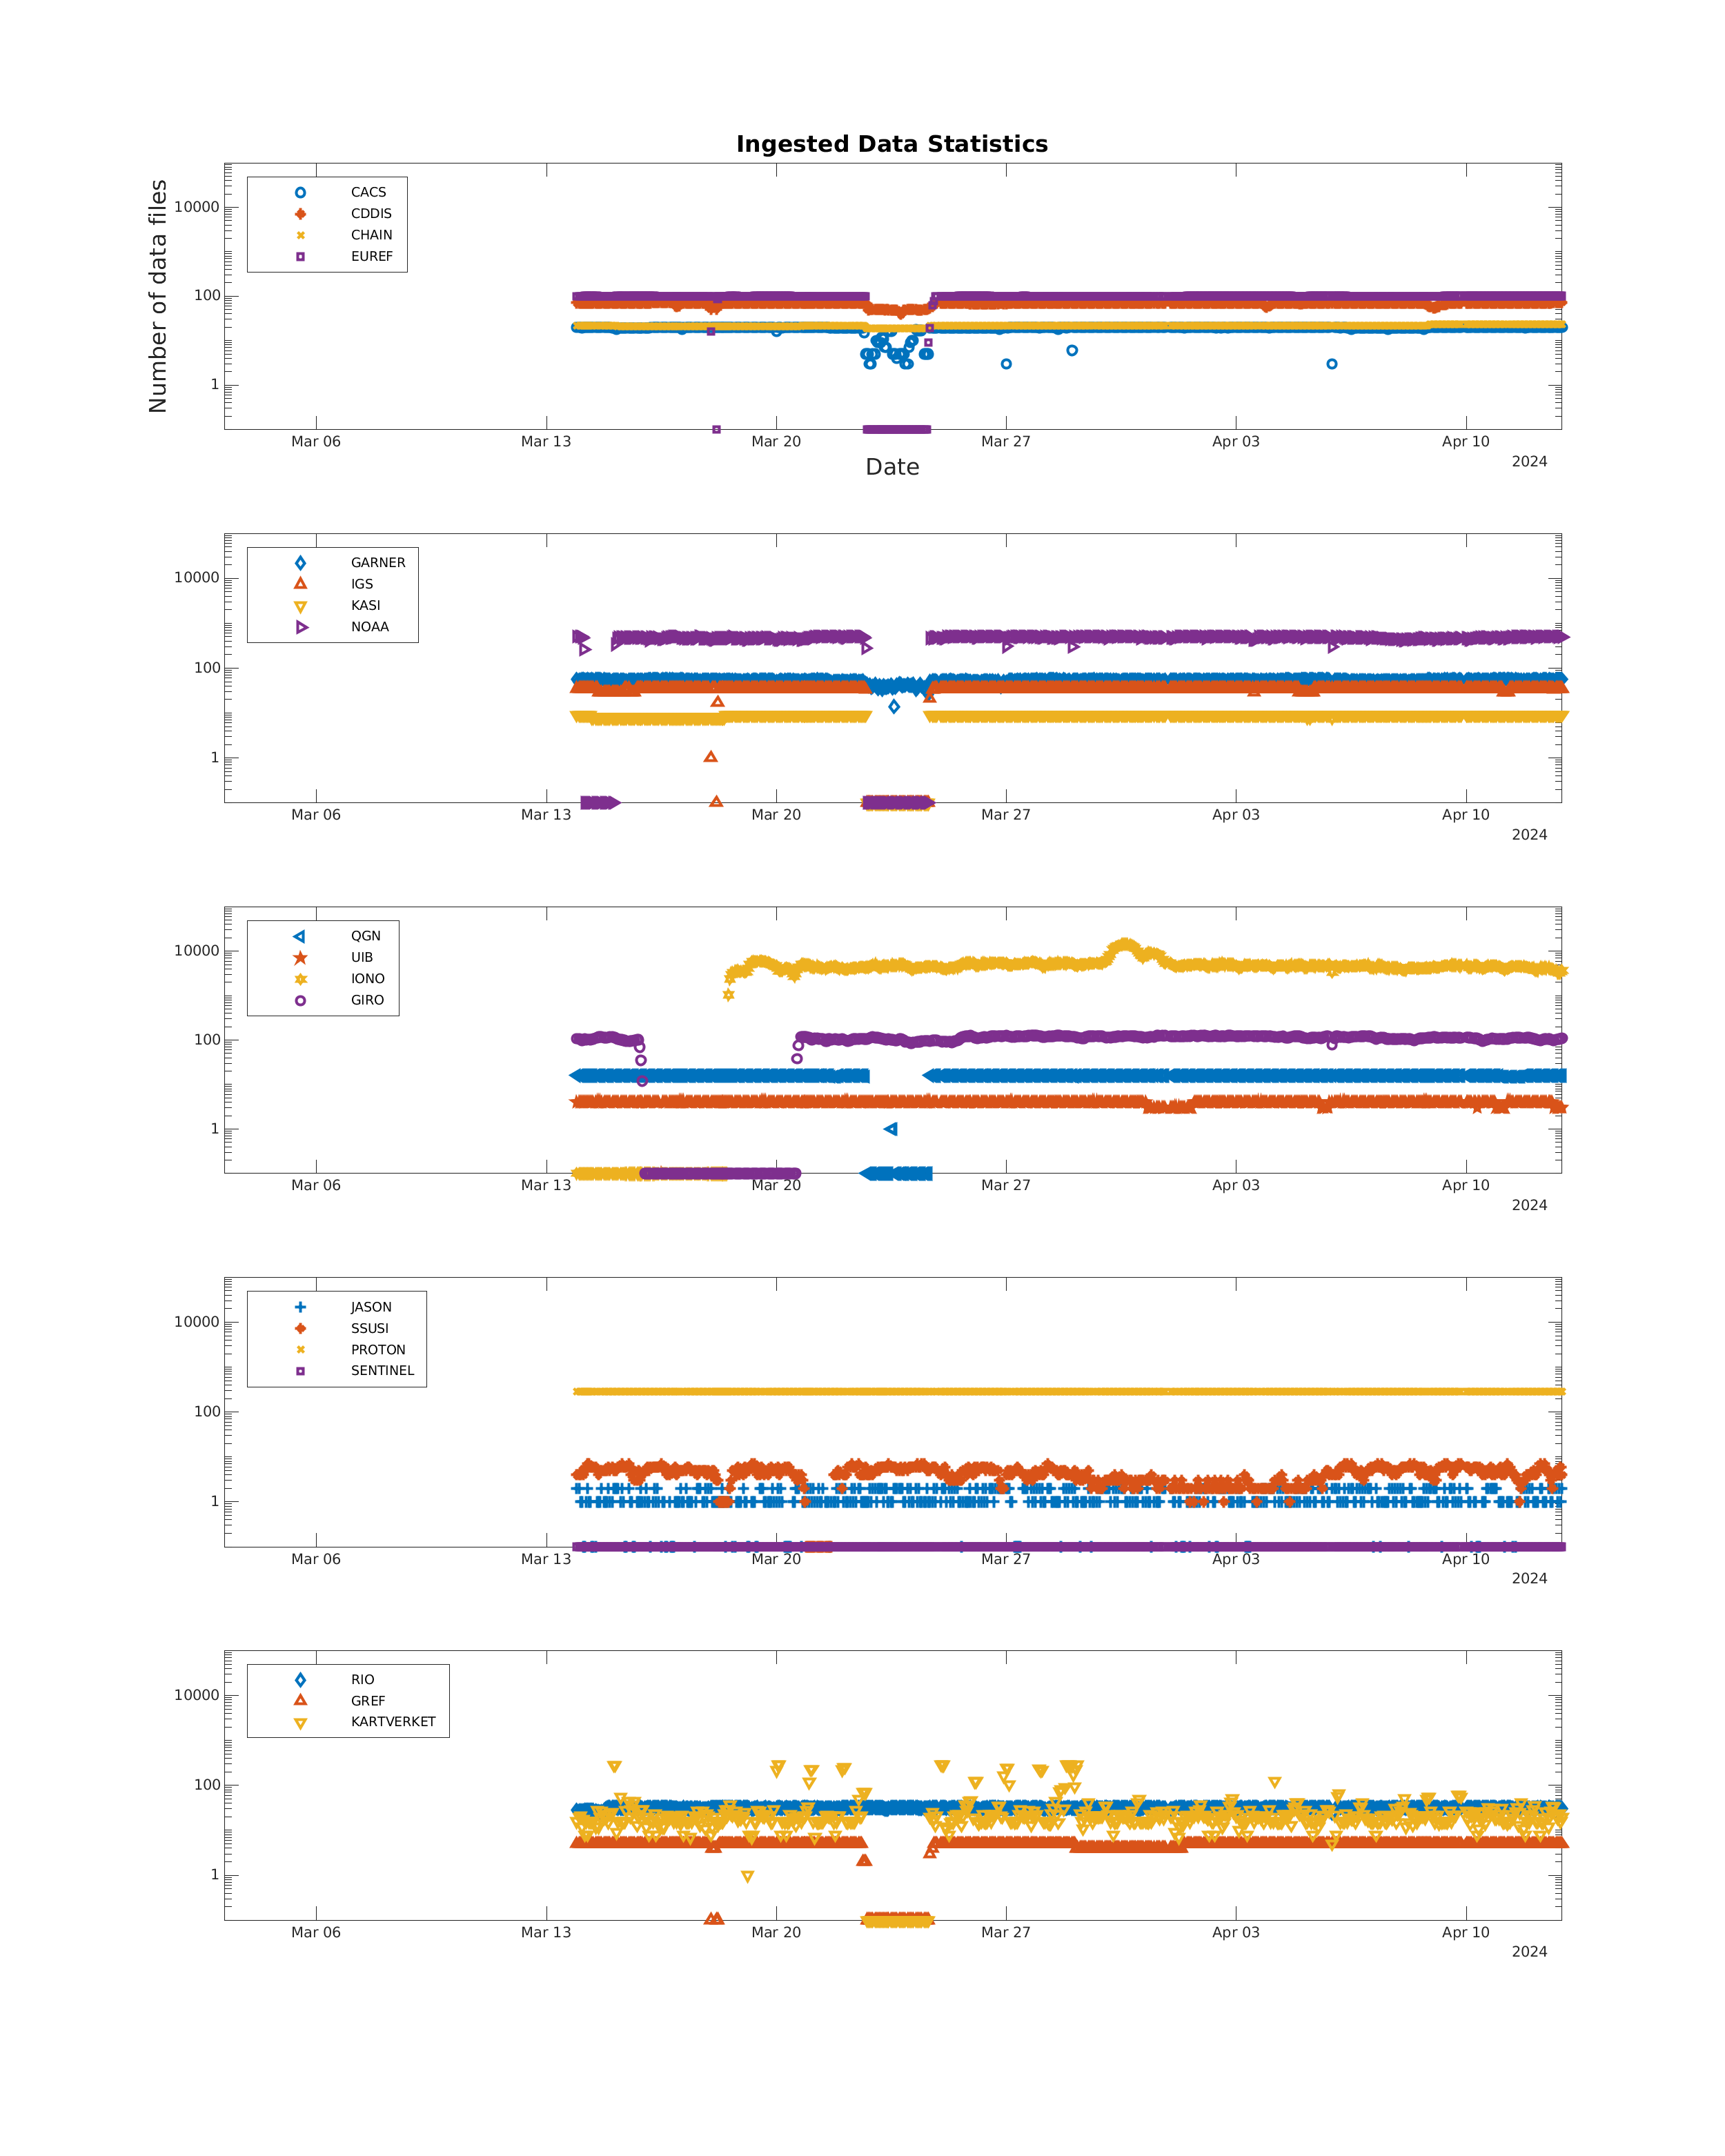 Ingested Data Statistics
Number of data files
10000
100
1
CACS
CDDIS
CHAIN
EUREF
Mar 06 Mar 13 Mar 20 Mar 27 Apr 03 Apr 10
2024
Date
10000
100
1
GARNER
IGS
KASI
NOAA
Mar 06 Mar 13 Mar 20 Mar 27 Apr 03 Apr 10
2024
10000
100
1
QGN
UIB
IONO
GIRO
Mar 06 Mar 13 Mar 20 Mar 27 Apr 03 Apr 10
2024
10000
100
1
JASON
SSUSI
PROTON
SENTINEL
Mar 06 Mar 13 Mar 20 Mar 27 Apr 03 Apr 10
2024
10000
100
1
RIO
GREF
KARTVERKET
Mar 06 Mar 13 Mar 20 Mar 27 Apr 03 Apr 10
2024